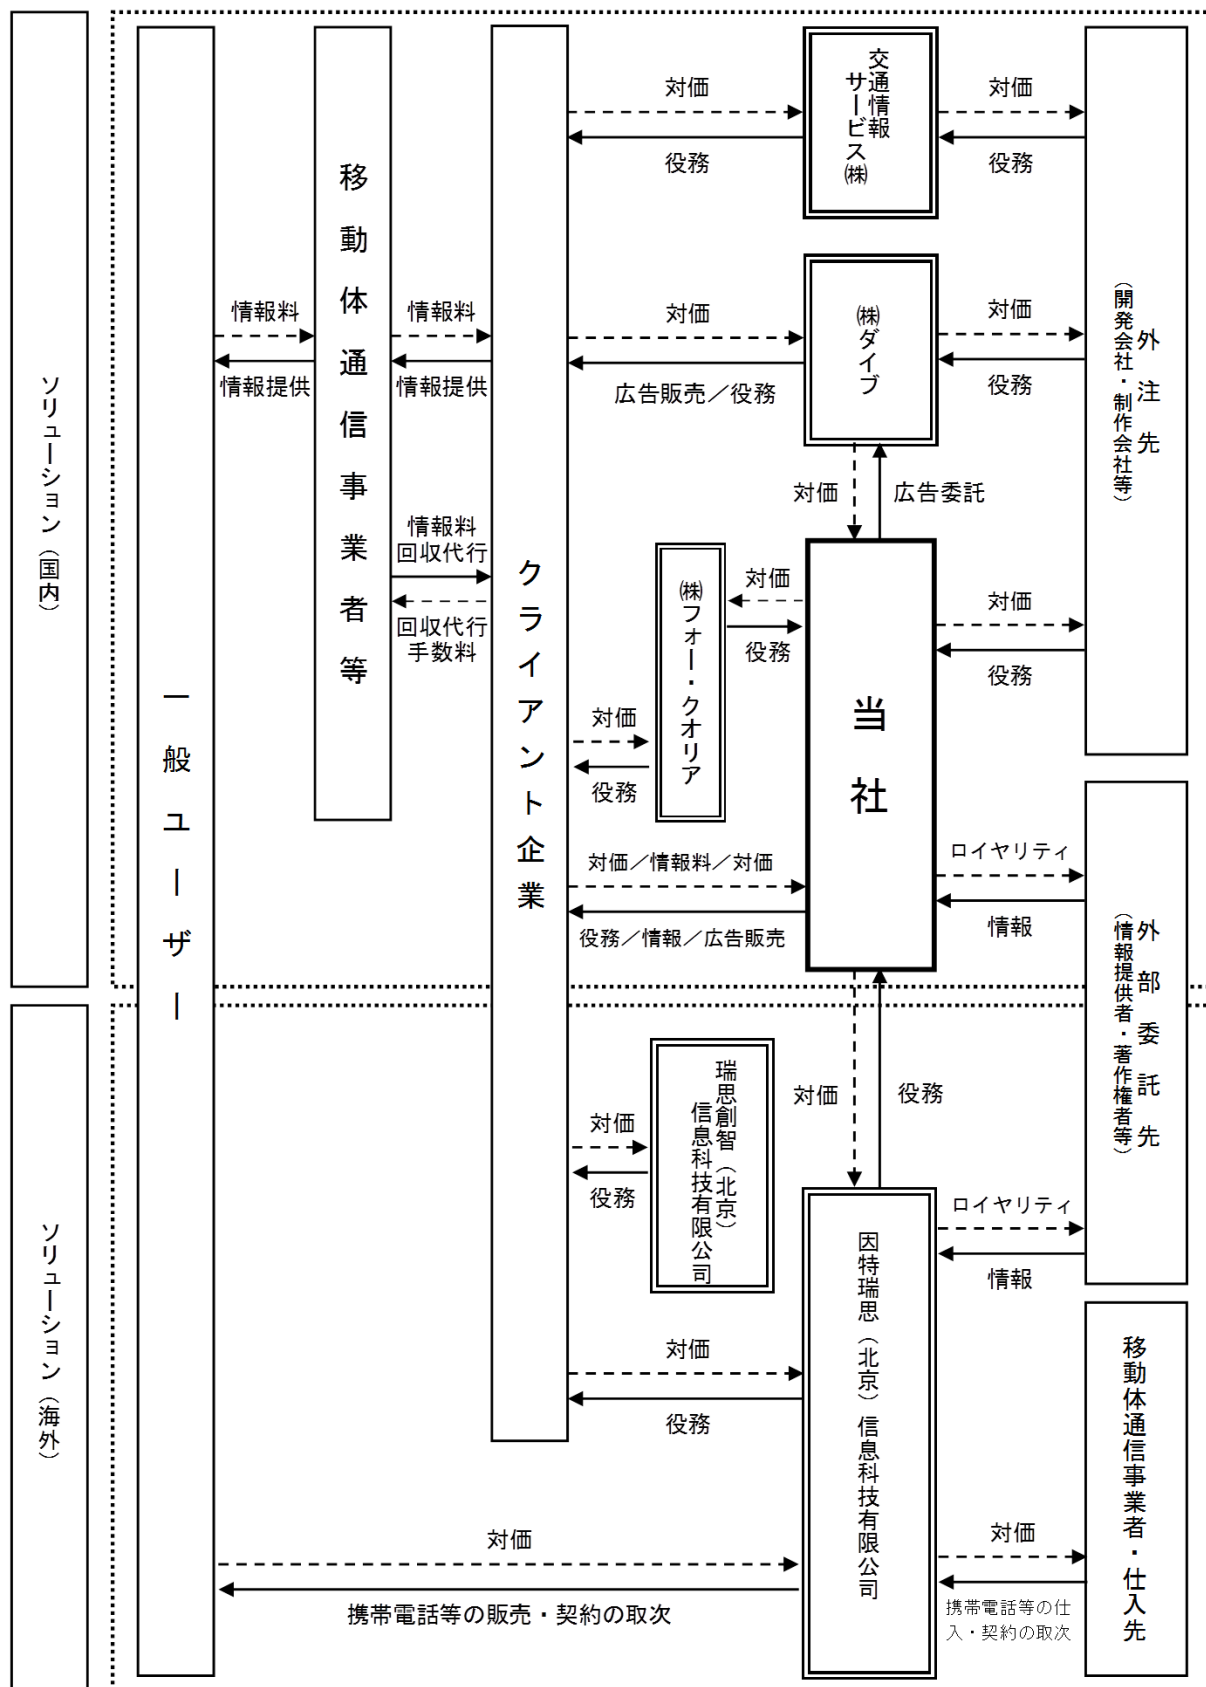 ソリューション（国内）
ソリューション（海外）
一般ユーザー
情報料
情報提供
移動体通信事業者等
情報料
情報提供
情報料
回収代行
回収代行
手数料
クライアント企業
対価
役務
交通情報
サービス㈱
対価
役務
対価
広告販売／役務
㈱ダイブ
対価
役務
対価
広告委託
㈱フォー・クオリア
対価
役務
対価
役務
当社
対価
役務
対価／情報料／対価
役務／情報／広告販売
ロイヤリティ
情報
外注先
（開発会社・制作会社等）
外部委託先
（情報提供者・著作権者等）
対価
役務
対価
役務
瑞思創智（北京）
信息科技有限公司
ロイヤリティ
情報
対価
役務
因特瑞思（北京）信息科技有限公司
対価
携帯電話等の販売・契約の取次
対価
携帯電話等の仕
入・契約の取次
移動体通信事業者・仕入先